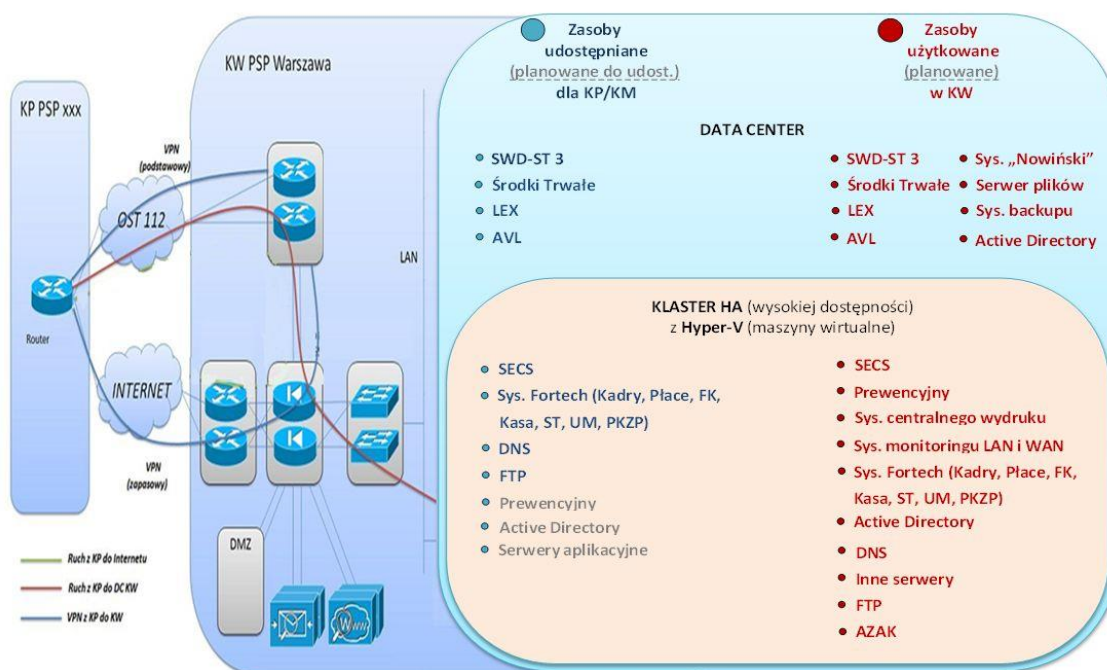 KP PSP xxx
Router
VPN
(podstawowy)
OST 112
INTERNET
VPN
(zapasowy)
Ruch z KP do Internetu
Ruch z KP do DC KW
VPN z KP do KW
KW PSP Warszawa
LAN
DMZ
WWW
Zasoby
udostępniane
(planowane do udost.)
dla KP/KM
Zasoby
użytkowane
(planowane)
w KW
DATA CENTER
• SWD-ST 3
• Środki Trwałe
• LEX
• AVL
• SWD-ST 3
• Środki Trwałe
• LEX
• AVL
• Sys. „Nowiński”
• Serwer plików
• Sys. backupu
• Active Directory
KLASTER HA (wysokiej dostępności)
z Hyper-V (maszyny wirtualne)
• SECS
• Sys. Fortech (Kadry, Płace, FK,
Kasa, ST, UM, PKZP)
• DNS
• FTP
• Prewencyjny
• Active Directory
• Serwery aplikacyjne
• SECS
• Prewencyjny
• Sys. centralnego wydruku
• Sys. monitoringu LAN i WAN
• Sys. Fortech (Kadry, Płace, FK,
Kasa, ST, UM, PKZP)
• Active Directory
• DNS
• Inne serwery
• FTP
• AZAK